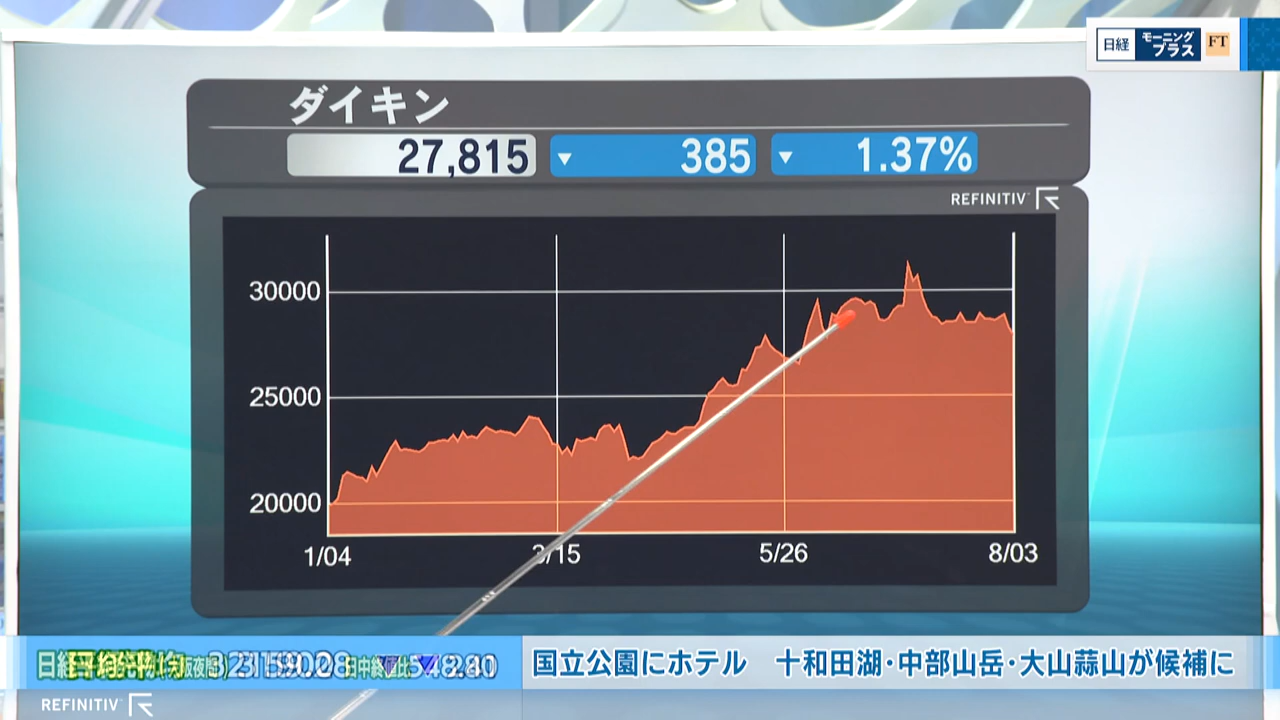 日経
モーニング
プラス
FT
ダイキン
27,815
▼ 385
▼ 1.37%
REFINITIV
30000
25000
20000
1/04
3/15
5/26
8/03
国立公園にホテル 十和田湖・中部山岳・大山蒜山が候補に
REFINITIV